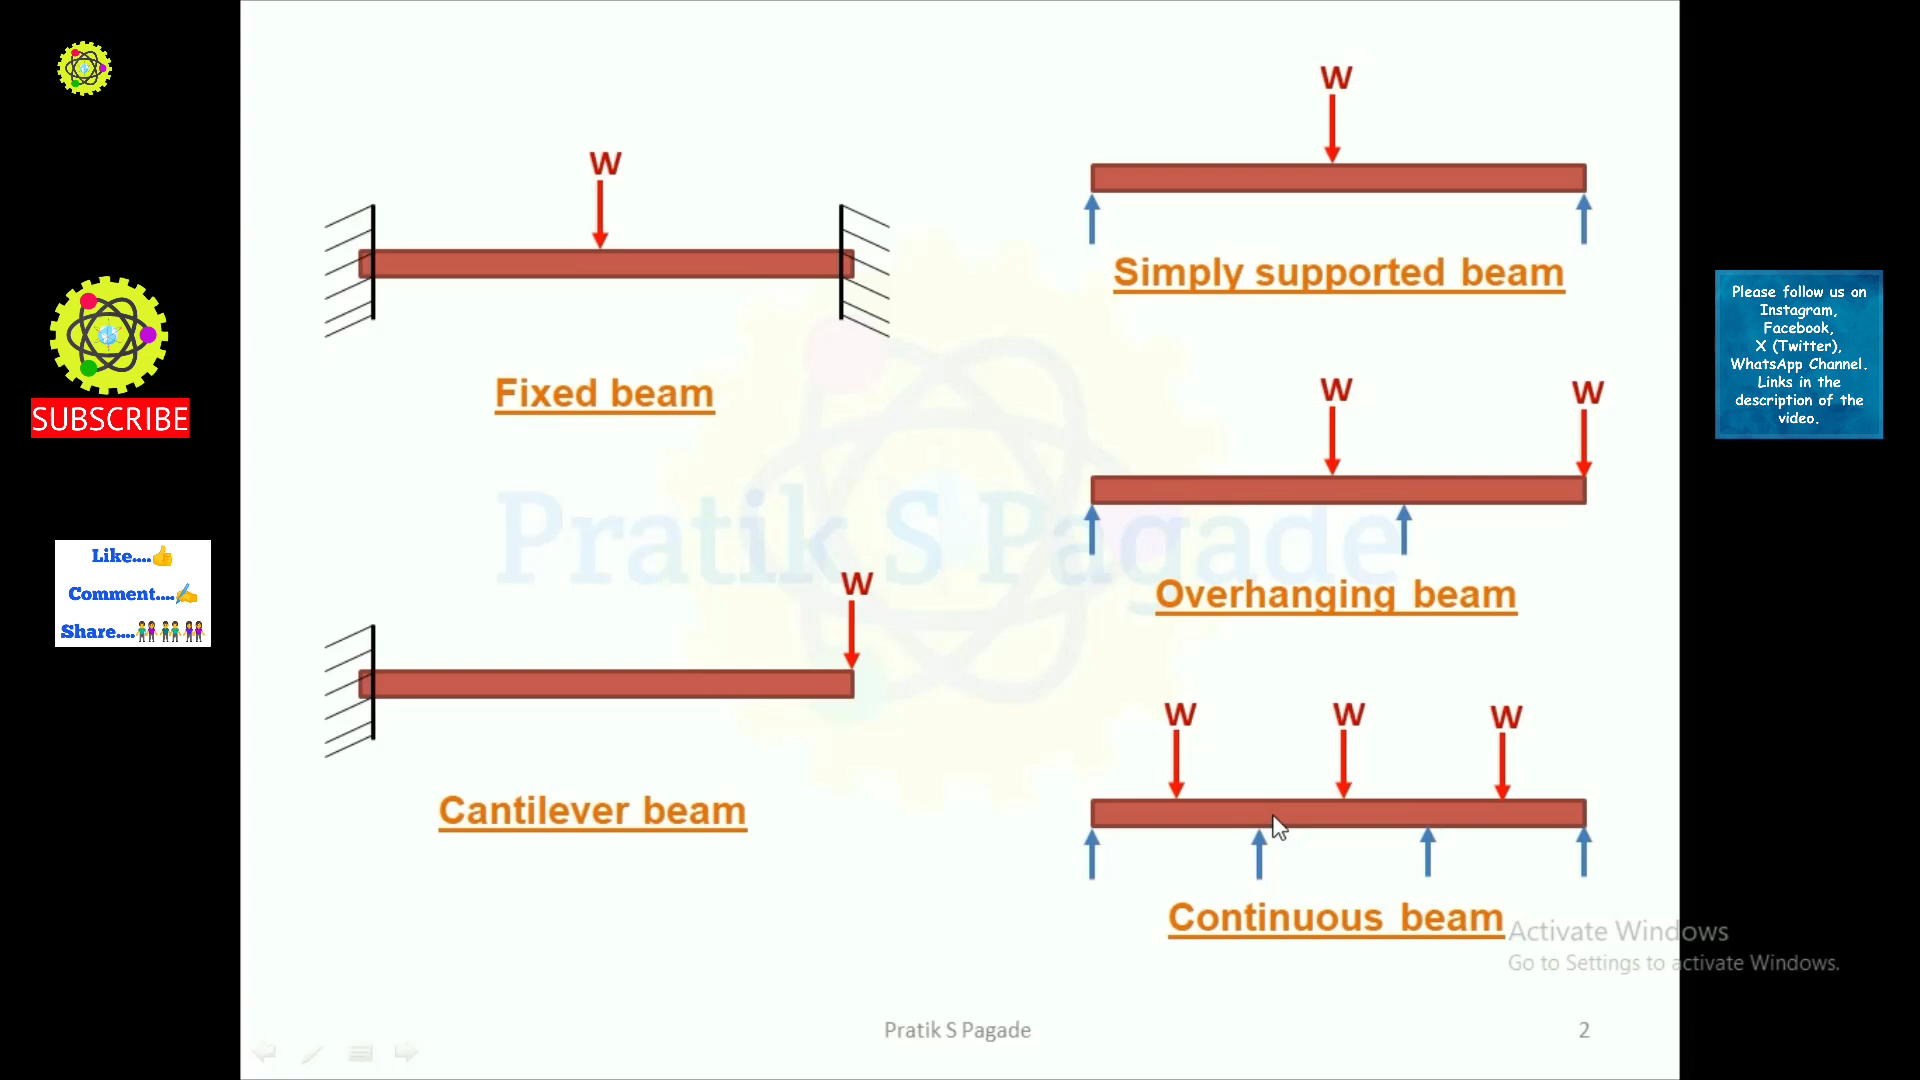 W
Fixed beam
W
Cantilever beam
W
Simply supported beam
W
W
Overhanging beam
W
W
W
Continuous beam
Pratik S Pagade
SUBSCRIBE
Like....👍
Comment....✍
Share....👫👫👭
Please follow us on
Instagram,
Facebook,
X (Twitter),
WhatsApp Channel.
Links in the
description of the
video.
Activate Windows
Go to Settings to activate Windows.
Pratik S Pagade
2